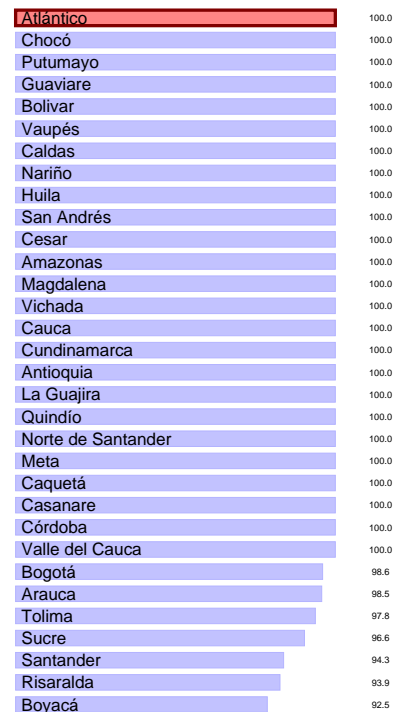 Atlántico 100.0
Chocó 100.0
Putumayo 100.0
Guaviare 100.0
Bolivar 100.0
Vaupés 100.0
Caldas 100.0
Nariño 100.0
Huila 100.0
San Andrés 100.0
Cesar 100.0
Amazonas 100.0
Magdalena 100.0
Vichada 100.0
Cauca 100.0
Cundinamarca 100.0
Antioquia 100.0
La Guajira 100.0
Quindío 100.0
Norte de Santander 100.0
Meta 100.0
Caquetá 100.0
Casanare 100.0
Córdoba 100.0
Valle del Cauca 100.0
Bogotá 98.6
Arauca 98.5
Tolima 97.8
Sucre 96.6
Santander 94.3
Risaralda 93.9
Boyacá 92.5